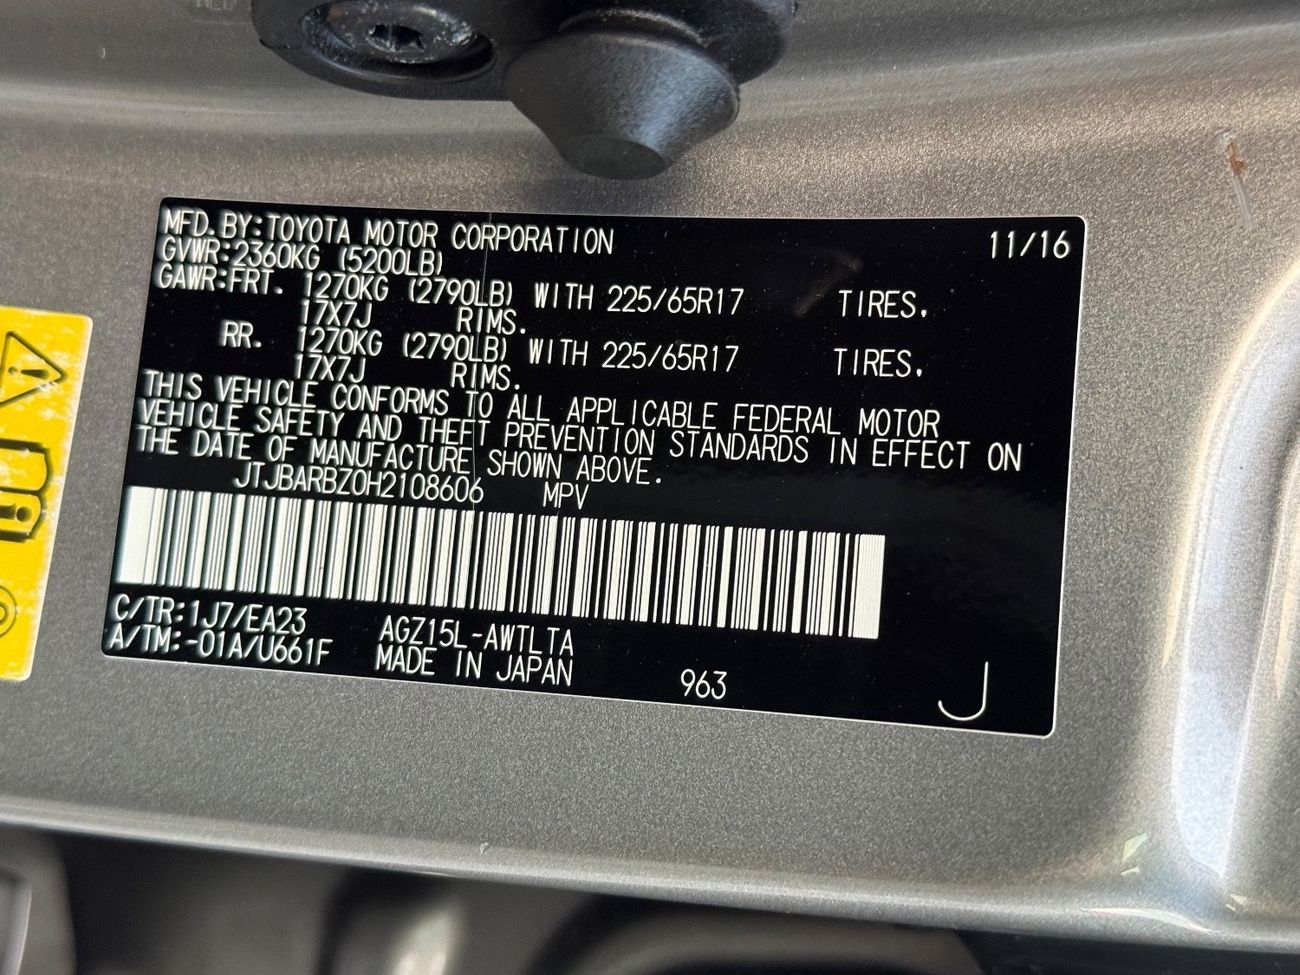 MFD. BY:TOYOTA MOTOR CORPORATION 11/16
GVWR:2360KG (5200LB)
GAWR:FRT. 1270KG (2790LB) WITH 225/65R17 TIRES.
17X7J RIMS.
RR. 1270KG (2790LB) WITH 225/65R17 TIRES.
17X7J RIMS.
THIS VEHICLE CONFORMS TO ALL APPLICABLE FEDERAL MOTOR
VEHICLE SAFETY AND THEFT PREVENTION STANDARDS IN EFFECT ON
THE DATE OF MANUFACTURE SHOWN ABOVE.
JTJBARBZ0H2108606 MPV
C/TR:1J7/EA23 AGZ15L-AWTLTA
A/TM:-01A/U661F MADE IN JAPAN 963 J